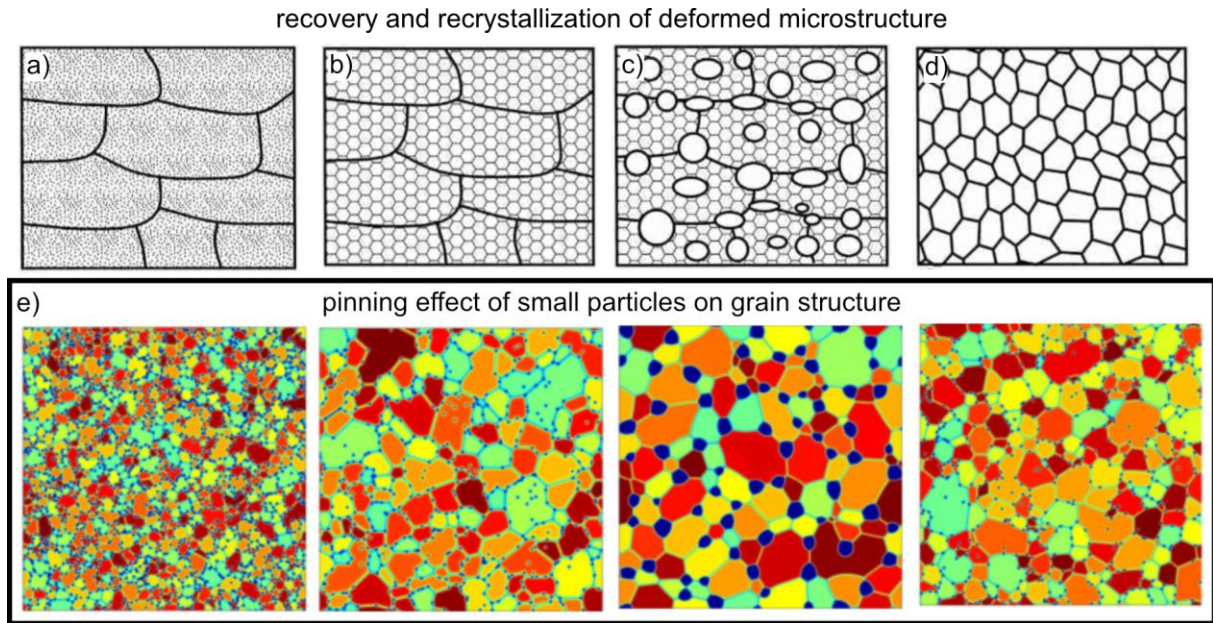 recovery and recrystallization of deformed microstructure
a)
b)
c)
d)
e)
pinning effect of small particles on grain structure